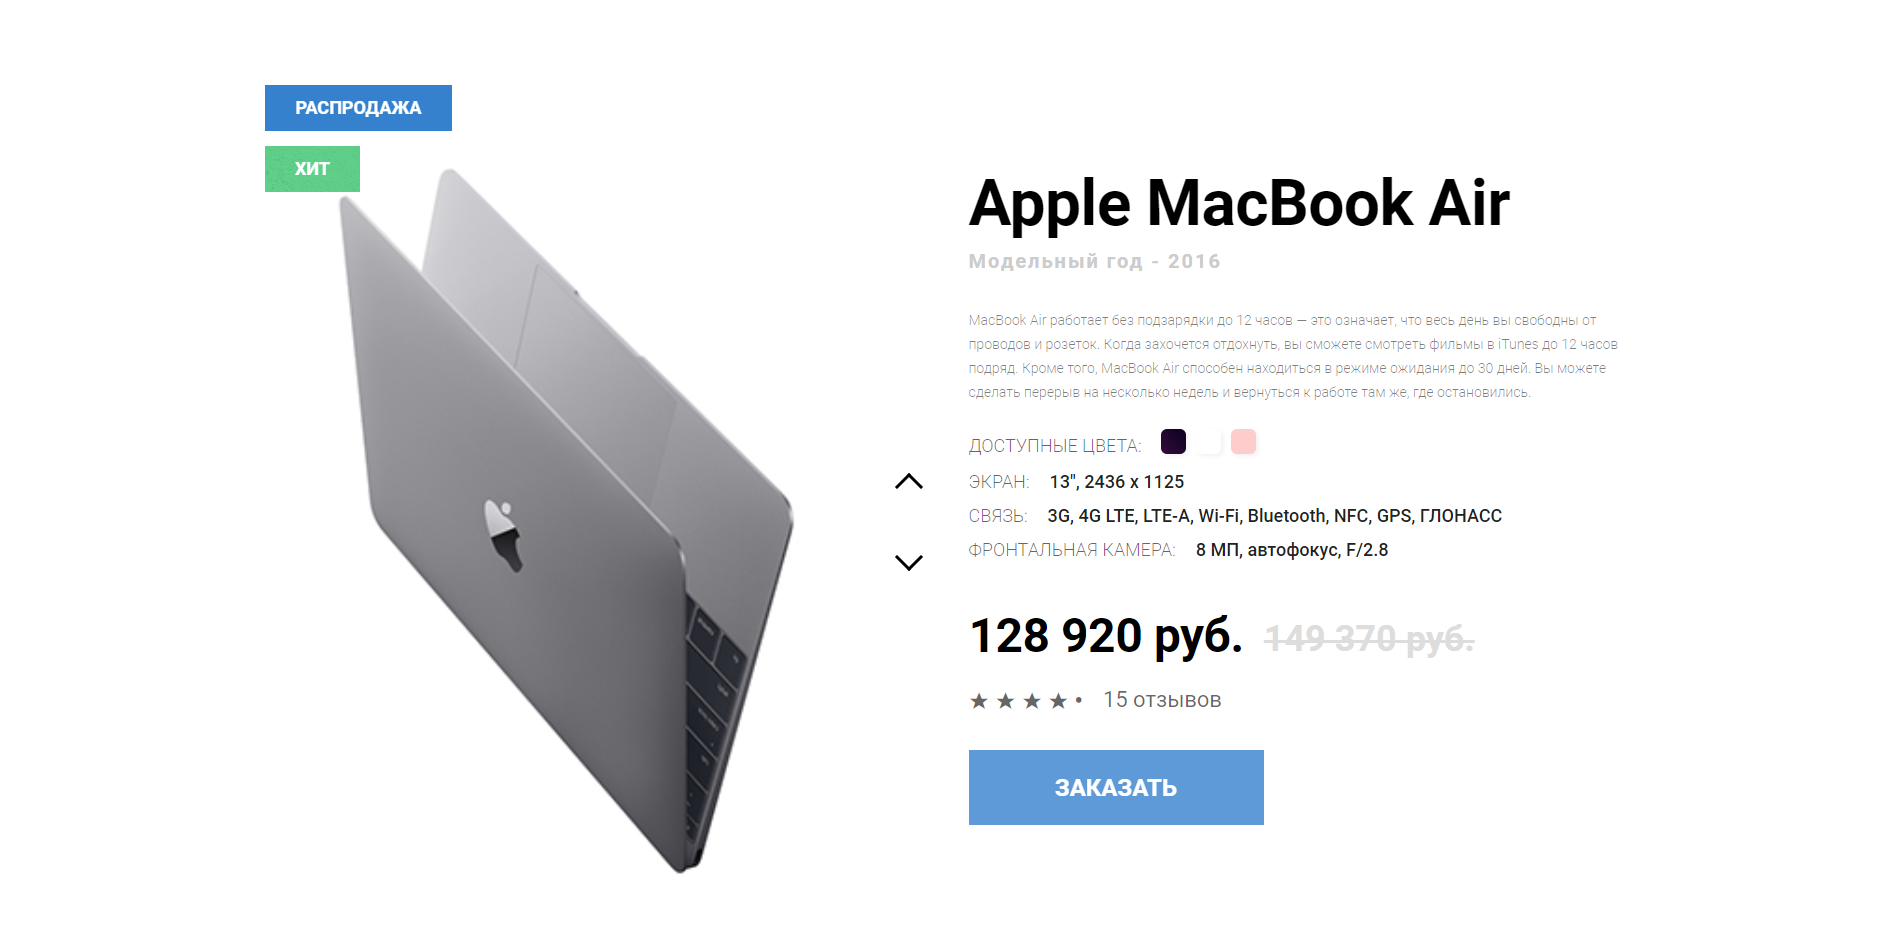 РАСПРОДАЖА
ХИТ
Apple MacBook Air
Модельный год - 2016
MacBook Air работает без подзарядки до 12 часов — это означает, что весь день вы свободны от
проводов и розеток. Когда захочется отдохнуть, вы сможете смотреть фильмы в iTunes до 12 часов
подряд. Кроме того, MacBook Air способен находиться в режиме ожидания до 30 дней. Вы можете
сделать перерыв на несколько недель и вернуться к работе там же, где остановились.
ДОСТУПНЫЕ ЦВЕТА:
ЭКРАН: 13", 2436 x 1125
СВЯЗЬ: 3G, 4G LTE, LTE-A, Wi-Fi, Bluetooth, NFC, GPS, ГЛОНАСС
ФРОНТАЛЬНАЯ КАМЕРА: 8 МП, автофокус, F/2.8
128 920 руб. 149 370 руб.
★ ★ ★ ★ • 15 отзывов
ЗАКАЗАТЬ